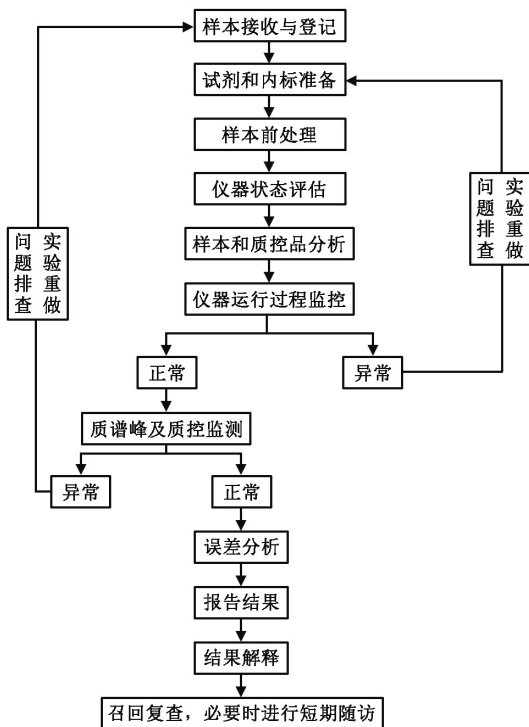 样本接收与登记
试剂和内标准备
样本前处理
仪器状态评估
样本和质控品分析
仪器运行过程监控
问题排查
实验重做
问题排查
实验重做
正常
异常
质谱峰及质控监测
异常
正常
误差分析
报告结果
结果解释
召回复查，必要时进行短期随访